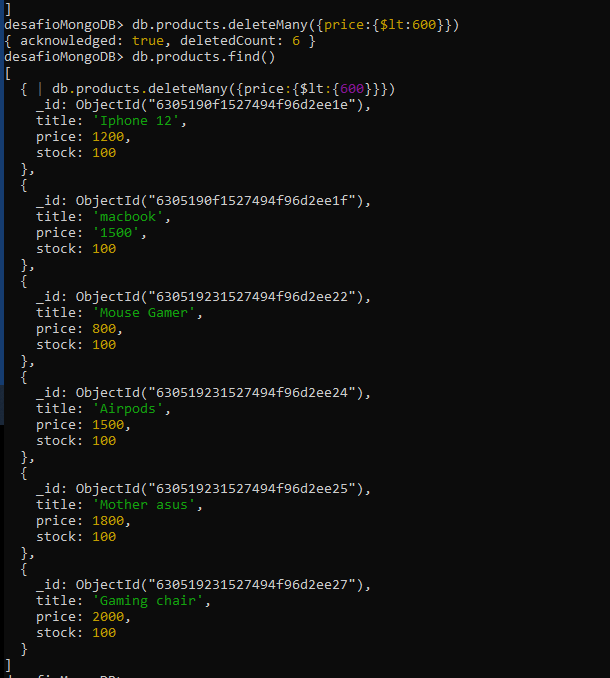 ]
desafioMongoDB> db.products.deleteMany({price:{$lt:600}})
{ acknowledged: true, deletedCount: 6 }
desafioMongoDB> db.products.find()
[
  { | db.products.deleteMany({price:{$lt:{600}}})
    _id: ObjectId("6305190f1527494f96d2ee1e"),
    title: 'Iphone 12',
    price: 1200,
    stock: 100
  },
  {
    _id: ObjectId("6305190f1527494f96d2ee1f"),
    title: 'macbook',
    price: '1500',
    stock: 100
  },
  {
    _id: ObjectId("630519231527494f96d2ee22"),
    title: 'Mouse Gamer',
    price: 800,
    stock: 100
  },
  {
    _id: ObjectId("630519231527494f96d2ee24"),
    title: 'Airpods',
    price: 1500,
    stock: 100
  },
  {
    _id: ObjectId("630519231527494f96d2ee25"),
    title: 'Mother asus',
    price: 1800,
    stock: 100
  },
  {
    _id: ObjectId("630519231527494f96d2ee27"),
    title: 'Gaming chair',
    price: 2000,
    stock: 100
  }
]